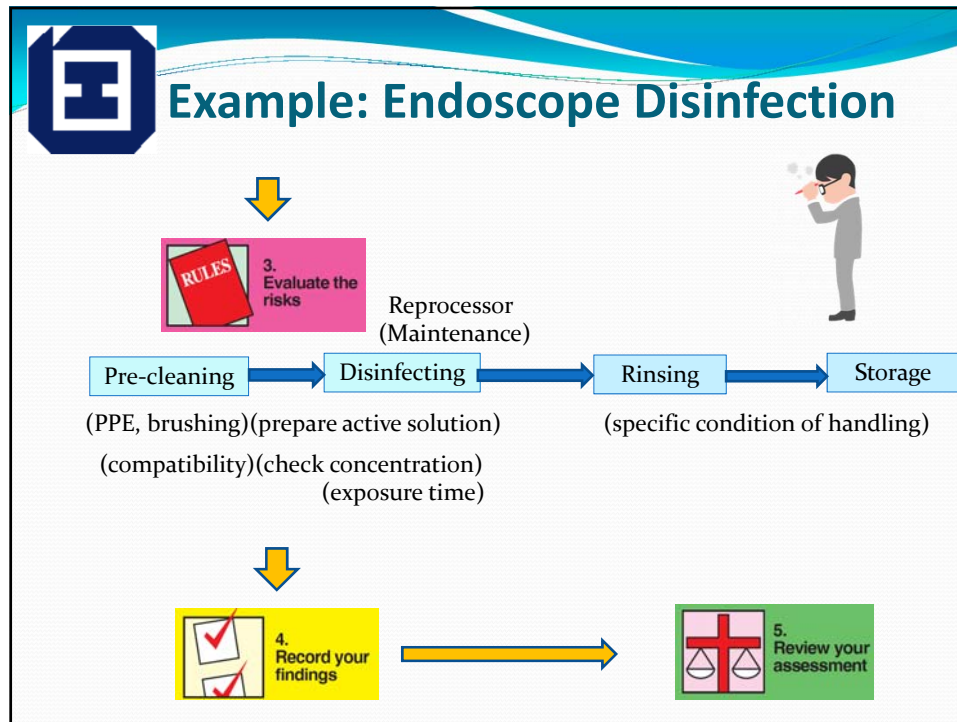 Example: Endoscope Disinfection
RULES
3.
Evaluate the
risks
Reprocessor
(Maintenance)
Pre-cleaning
Disinfecting
Rinsing
Storage
(PPE, brushing)(prepare active solution)
(specific condition of handling)
(compatibility)(check concentration)
(exposure time)
4.
Record your
findings
5.
Review your
assessment